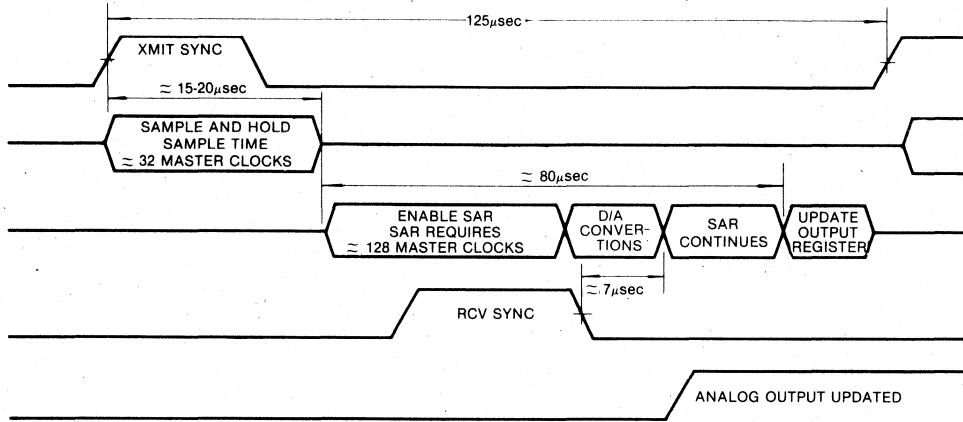 125µsec
XMIT SYNC
≈ 15-20µsec
SAMPLE AND HOLD
SAMPLE TIME
≈ 32 MASTER CLOCKS
≈ 80µsec
ENABLE SAR
SAR REQUIRES
≈ 128 MASTER CLOCKS
D/A
CONVER-
TIONS
SAR
CONTINUES
UPDATE
OUTPUT
REGISTER
≈ 7µsec
RCV SYNC
ANALOG OUTPUT UPDATED